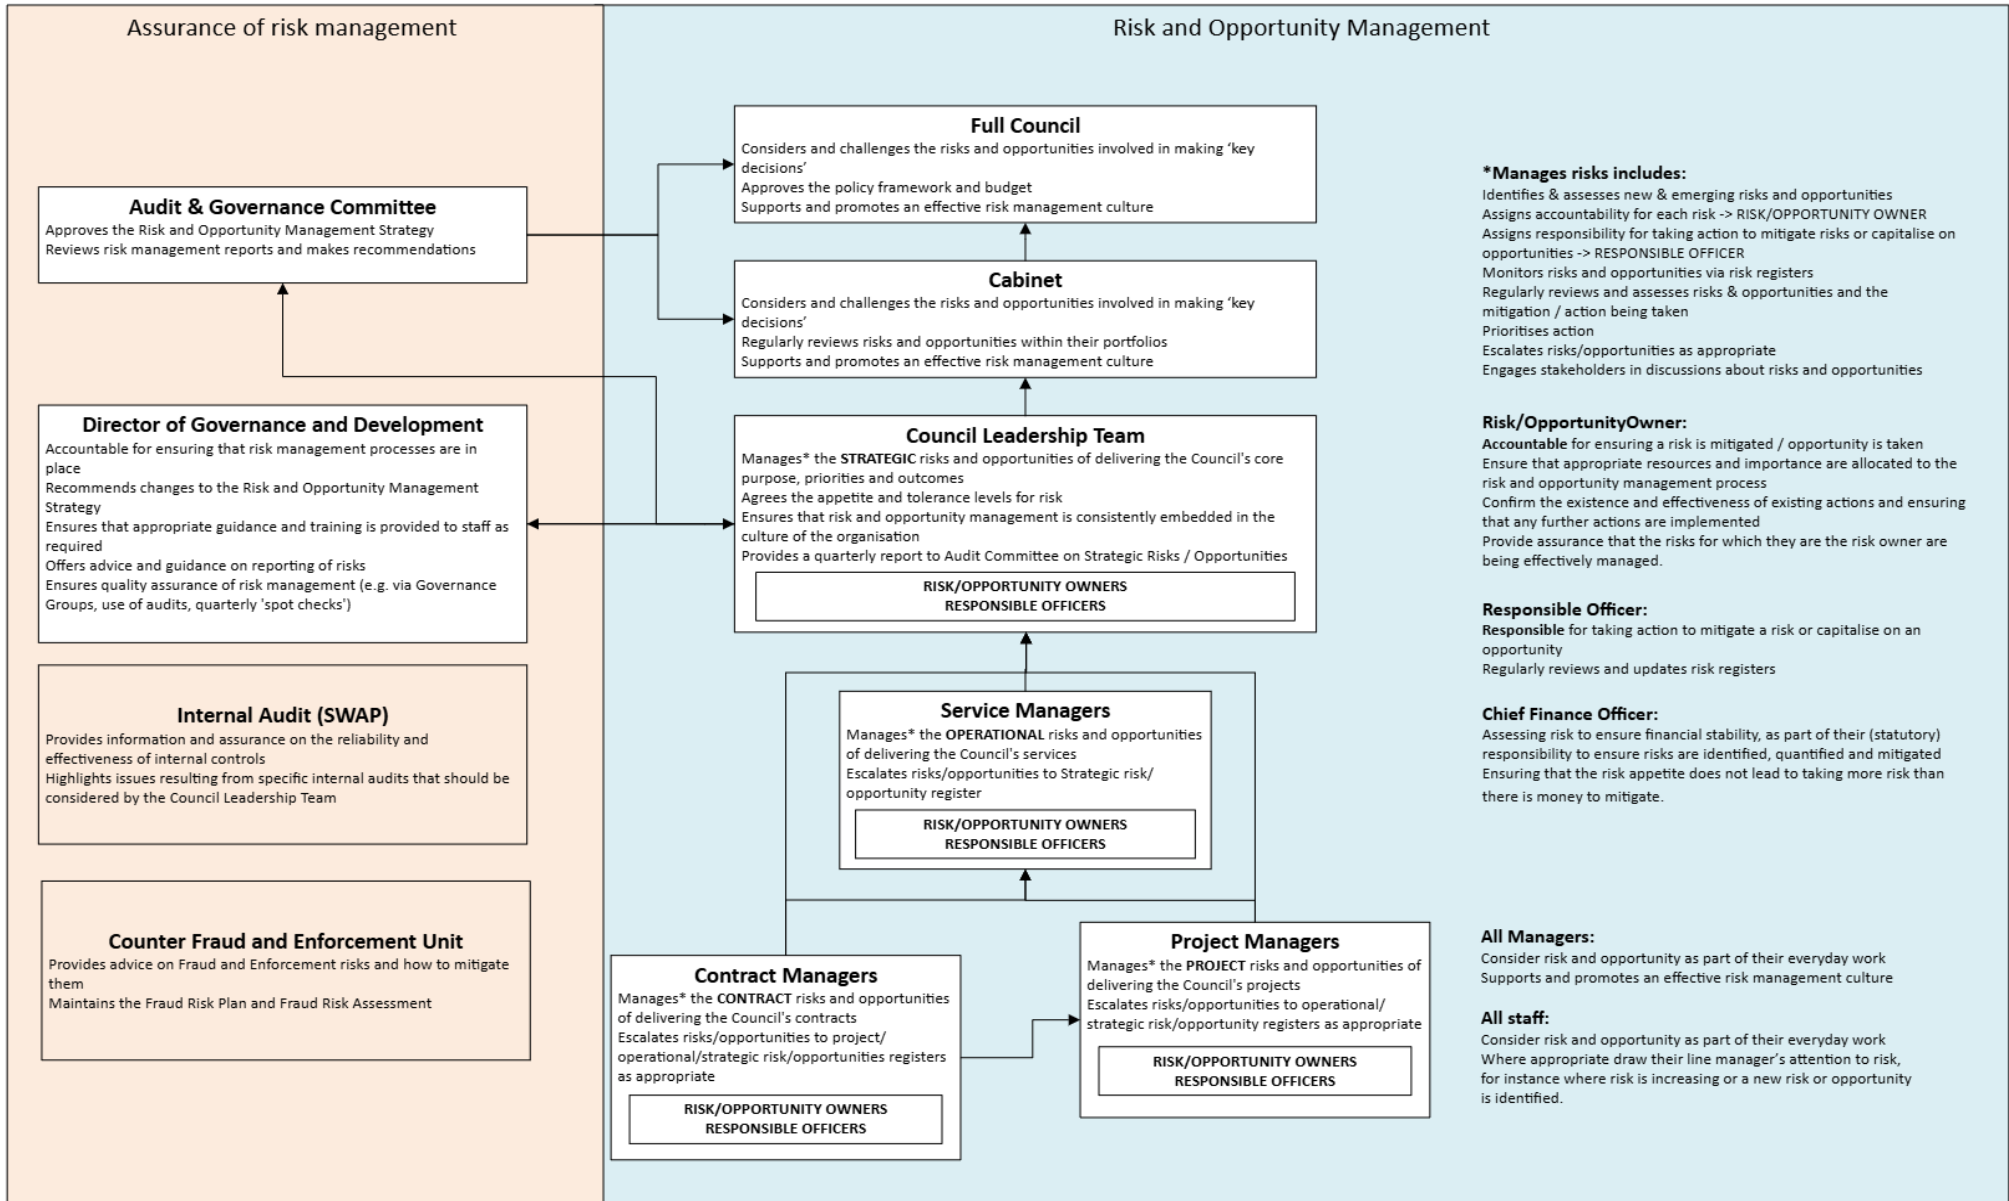 Assurance of risk management
Risk and Opportunity Management
Audit & Governance Committee
Approves the Risk and Opportunity Management Strategy
Reviews risk management reports and makes recommendations
Director of Governance and Development
Accountable for ensuring that risk management processes are in
place
Recommends changes to the Risk and Opportunity Management
Strategy
Ensures that appropriate guidance and training is provided to staff as
required
Offers advice and guidance on reporting of risks
Ensures quality assurance of risk management (e.g. via Governance
Groups, use of audits, quarterly 'spot checks')
Internal Audit (SWAP)
Provides information and assurance on the reliability and
effectiveness of internal controls
Highlights issues resulting from specific internal audits that should be
considered by the Council Leadership Team
Counter Fraud and Enforcement Unit
Provides advice on Fraud and Enforcement risks and how to mitigate
them
Maintains the Fraud Risk Plan and Fraud Risk Assessment
Full Council
Considers and challenges the risks and opportunities involved in making ‘key
decisions’
Approves the policy framework and budget
Supports and promotes an effective risk management culture
Cabinet
Considers and challenges the risks and opportunities involved in making ‘key
decisions’
Regularly reviews risks and opportunities within their portfolios
Supports and promotes an effective risk management culture
Council Leadership Team
Manages* the STRATEGIC risks and opportunities of delivering the Council's core
purpose, priorities and outcomes
Agrees the appetite and tolerance levels for risk
Ensures that risk and opportunity management is consistently embedded in the
culture of the organisation
Provides a quarterly report to Audit Committee on Strategic Risks / Opportunities
RISK/OPPORTUNITY OWNERS
RESPONSIBLE OFFICERS
Service Managers
Manages* the OPERATIONAL risks and opportunities
of delivering the Council's services
Escalates risks/opportunities to Strategic risk/
opportunity register
RISK/OPPORTUNITY OWNERS
RESPONSIBLE OFFICERS
Contract Managers
Manages* the CONTRACT risks and opportunities
of delivering the Council's contracts
Escalates risks/opportunities to project/
operational/strategic risk/opportunities registers
as appropriate
RISK/OPPORTUNITY OWNERS
RESPONSIBLE OFFICERS
Project Managers
Manages* the PROJECT risks and opportunities of
delivering the Council's projects
Escalates risks/opportunities to operational/
strategic risk/opportunity registers as appropriate
RISK/OPPORTUNITY OWNERS
RESPONSIBLE OFFICERS
*Manages risks includes:
Identifies & assesses new & emerging risks and opportunities
Assigns accountability for each risk -> RISK/OPPORTUNITY OWNER
Assigns responsibility for taking action to mitigate risks or capitalise on
opportunities -> RESPONSIBLE OFFICER
Monitors risks and opportunities via risk registers
Regularly reviews and assesses risks & opportunities and the
mitigation / action being taken
Prioritises action
Escalates risks/opportunities as appropriate
Engages stakeholders in discussions about risks and opportunities
Risk/OpportunityOwner:
Accountable for ensuring a risk is mitigated / opportunity is taken
Ensure that appropriate resources and importance are allocated to the
risk and opportunity management process
Confirm the existence and effectiveness of existing actions and ensuring
that any further actions are implemented
Provide assurance that the risks for which they are the risk owner are
being effectively managed.
Responsible Officer:
Responsible for taking action to mitigate a risk or capitalise on an
opportunity
Regularly reviews and updates risk registers
Chief Finance Officer:
Assessing risk to ensure financial stability, as part of their (statutory)
responsibility to ensure risks are identified, quantified and mitigated
Ensuring that the risk appetite does not lead to taking more risk than
there is money to mitigate.
All Managers:
Consider risk and opportunity as part of their everyday work
Supports and promotes an effective risk management culture
All staff:
Consider risk and opportunity as part of their everyday work
Where appropriate draw their line manager’s attention to risk,
for instance where risk is increasing or a new risk or opportunity
is identified.